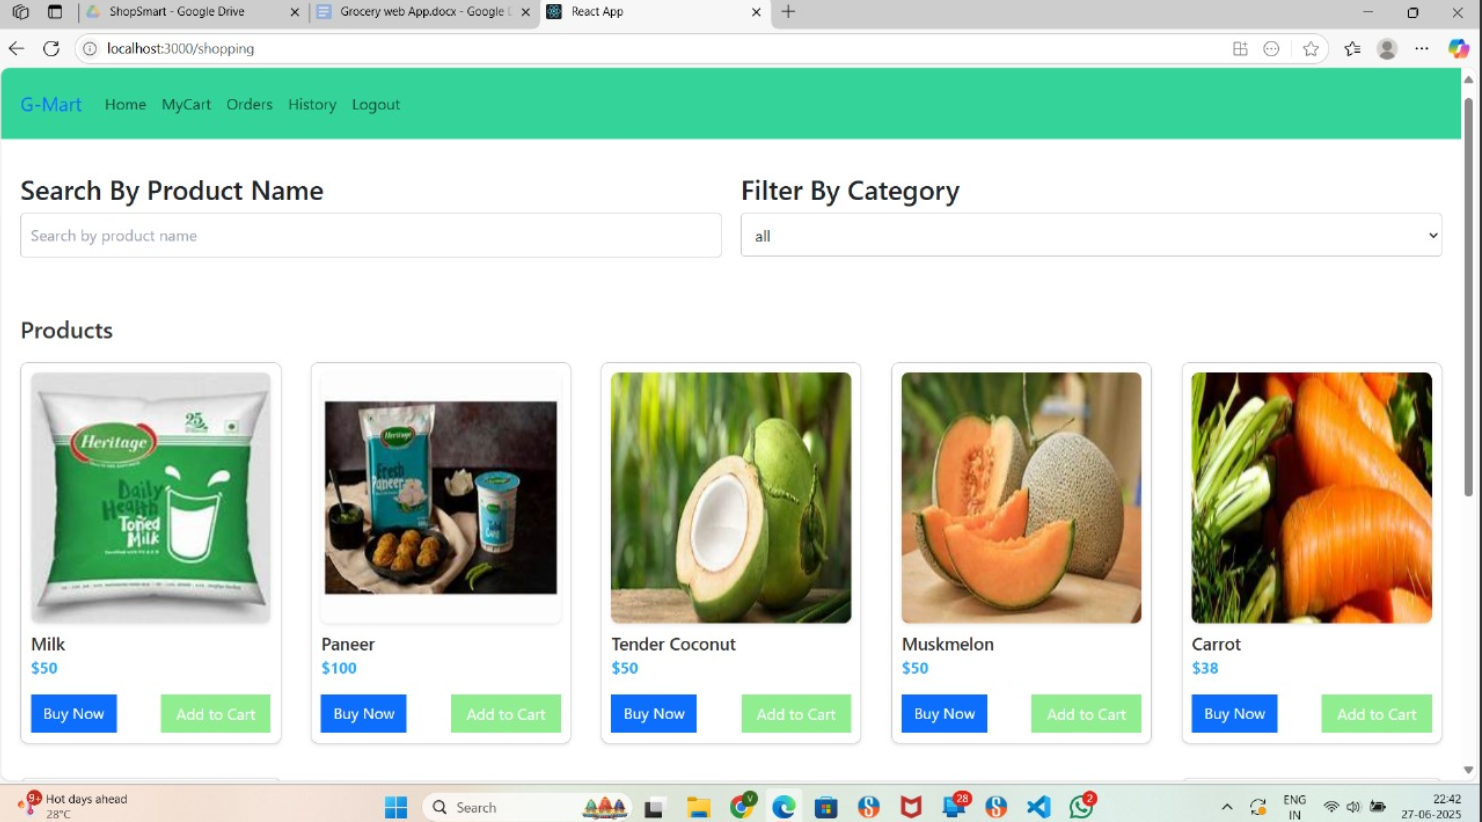 ShopSmart - Google Drive
Grocery web App.docx - Google D
React App
localhost:3000/shopping
G-Mart Home MyCart Orders History Logout
Search By Product Name
Filter By Category
Search by product name
all
Products
25
Heritage
Daily
Health
Toned
Milk
Heritage
Fresh
Paneer
Milk
$50
Buy Now Add to Cart
Paneer
$100
Buy Now Add to Cart
Tender Coconut
$50
Buy Now Add to Cart
Muskmelon
$50
Buy Now Add to Cart
Carrot
$38
Buy Now Add to Cart
9+
Hot days ahead
28°C
Search
V
28
2
ENG
IN
22:42
27-06-2025